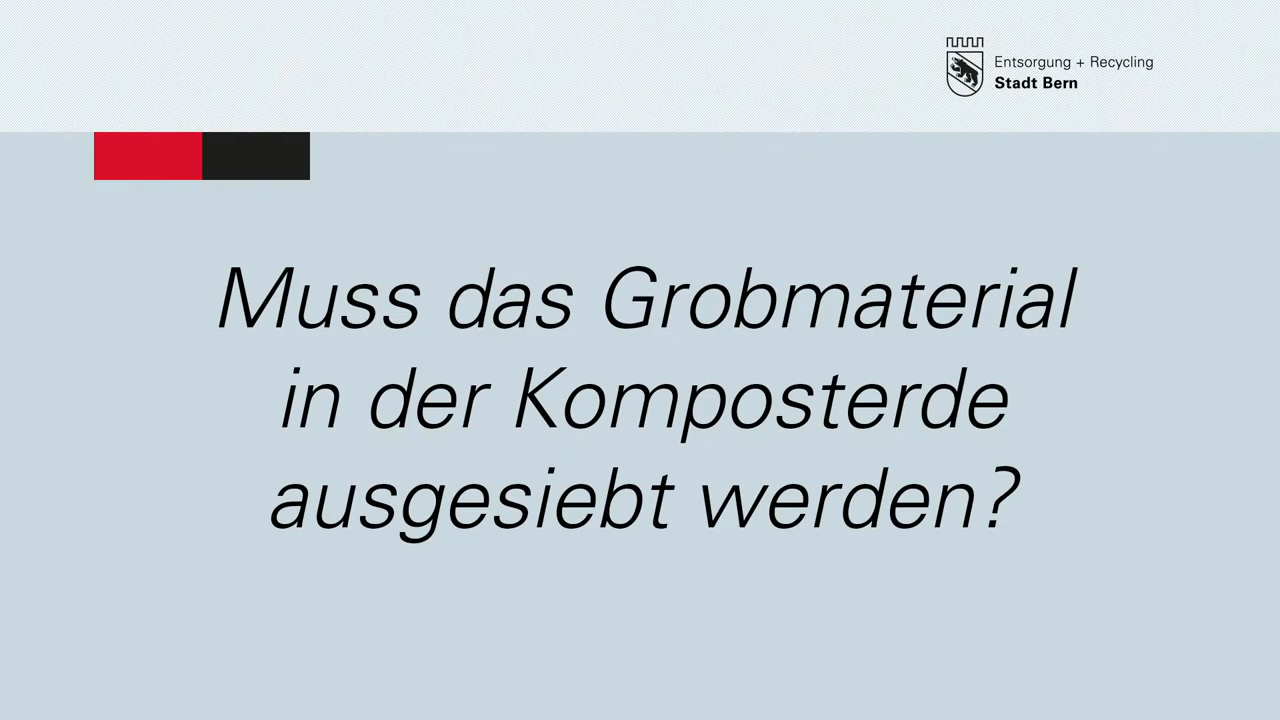 Entsorgung + Recycling
Stadt Bern
Muss das Grobmaterial
in der Komposterde
ausgesiebt werden?